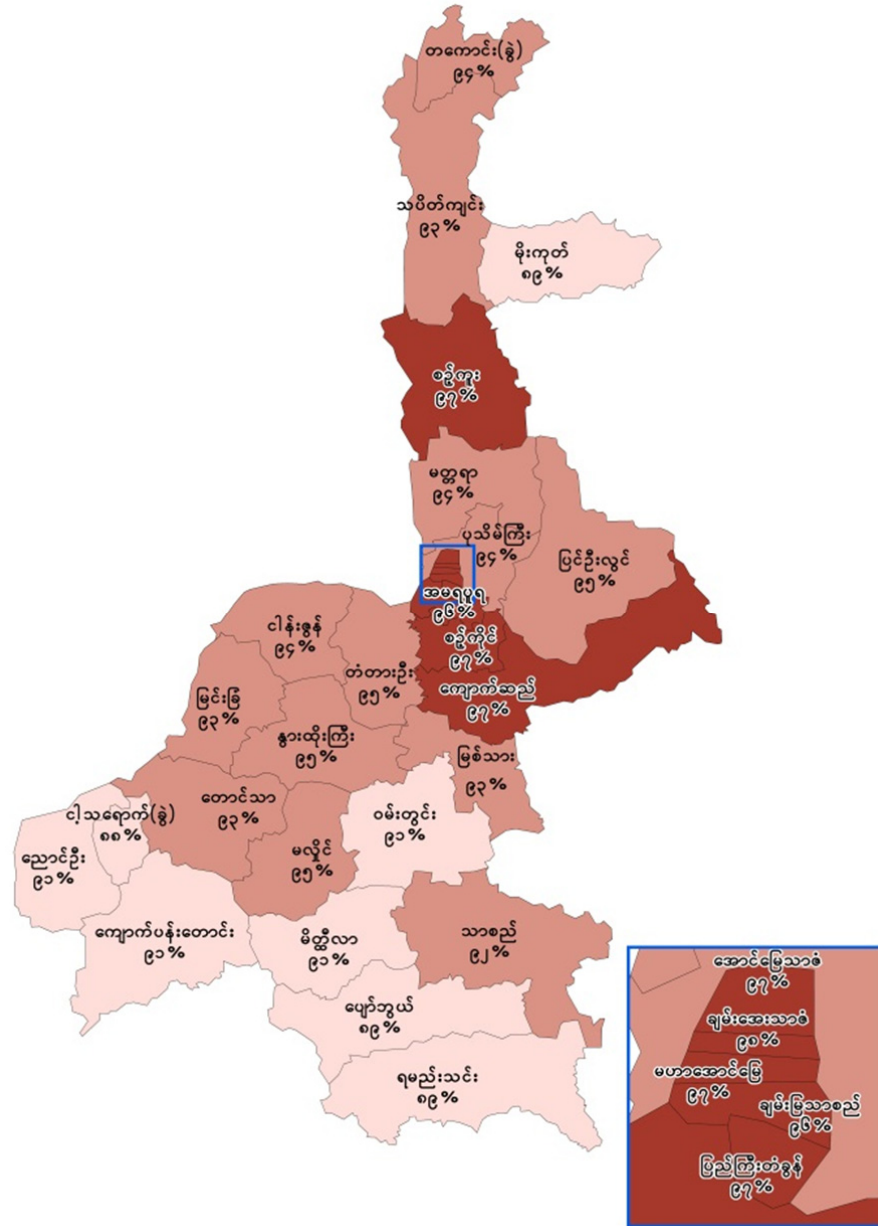 တကောင်း(ခွဲ)
၉၄%
သပိတ်ကျင်း
၉၃%
မိုးကုတ်
၈၉%
စဉ့်ကူး
၉၇%
မတ္တရာ
၉၄%
ပုသိမ်ကြီး
၉၄%
ပြင်ဦးလွင်
၉၅%
အမရပူရ
၉၆%
စဉ့်ကိုင်
၉၇%
ကျောက်ဆည်
၉၇%
ငါန်းဇွန်
၉၄%
တံတားဦး
၉၅%
မြင်းခြံ
၉၃%
နွားထိုးကြီး
၉၅%
မြစ်သား
၉၃%
တောင်သာ
၉၃%
ငါ့သရောက်(ခွဲ)
၈၈%
ညောင်ဦး
၉၁%
မလှိုင်
၉၅%
ဝမ်းတွင်း
၉၁%
ကျောက်ပန်းတောင်း
၉၁%
မိတ္ထီလာ
၉၁%
သာစည်
၉၂%
ပျော်ဘွယ်
၈၉%
ရမည်းသင်း
၈၉%
အောင်မြေသာဇံ
၉၇%
ချမ်းအေးသာဇံ
၉၈%
မဟာအောင်မြေ
၉၇%
ချမ်းမြသာစည်
၉၆%
ပြည်ကြီးတံခွန်
၉၇%